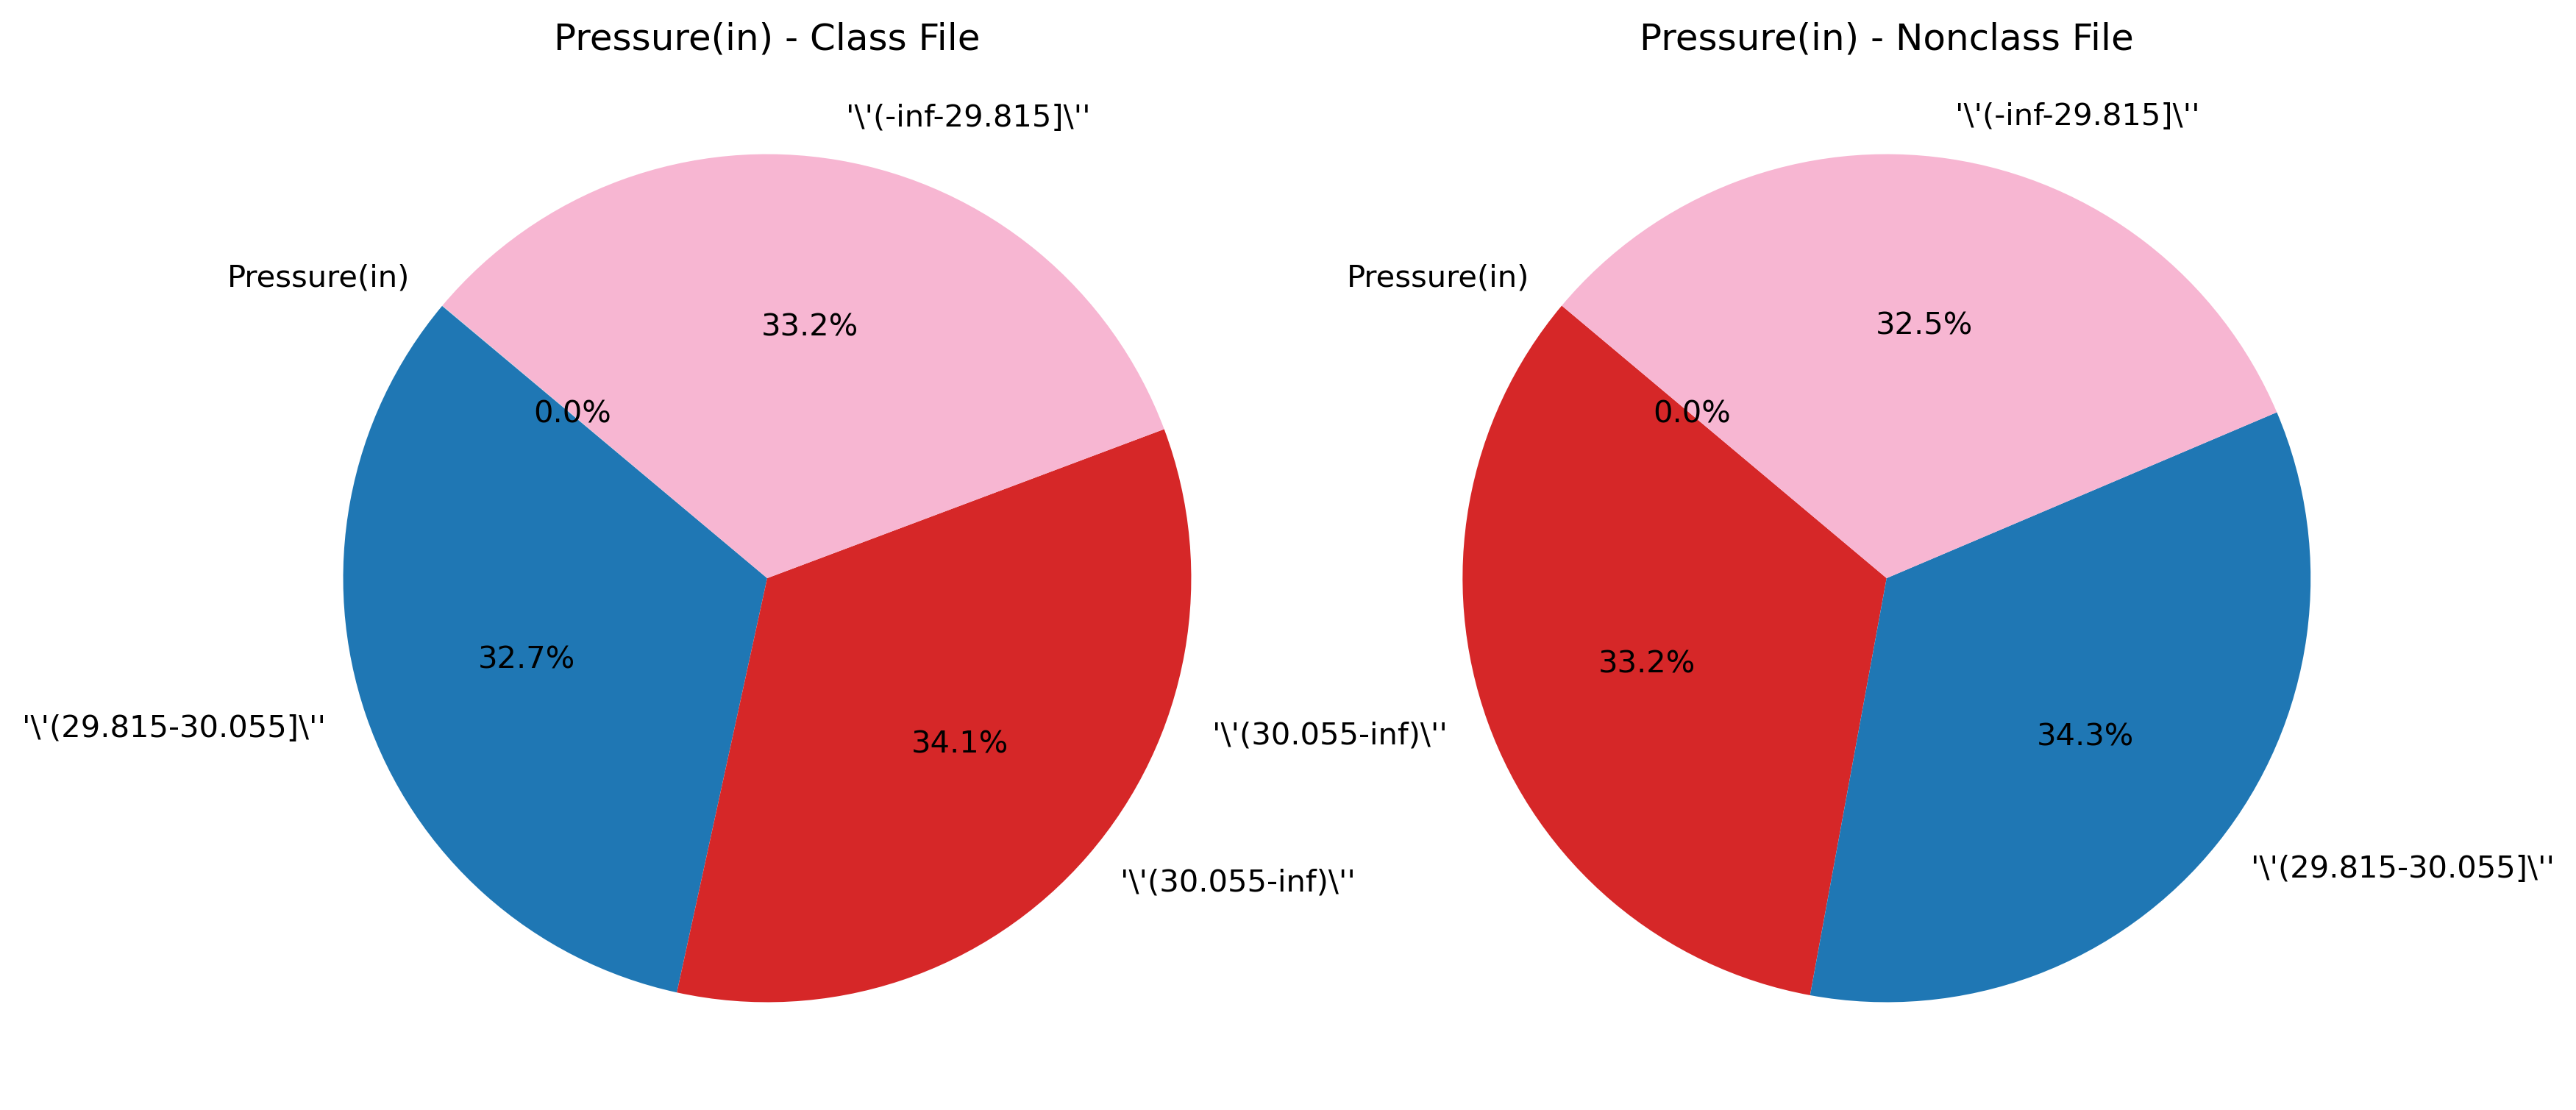 Pressure(in) - Class File
'\'(-inf-29.815]\''
Pressure(in)
33.2%
0.0%
32.7%
'\'(29.815-30.055]\''
34.1%
'\'(30.055-inf)\''
Pressure(in) - Nonclass File
'\'(-inf-29.815]\''
Pressure(in)
32.5%
0.0%
33.2%
'\'(30.055-inf)\''
34.3%
'\'(29.815-30.055]\''